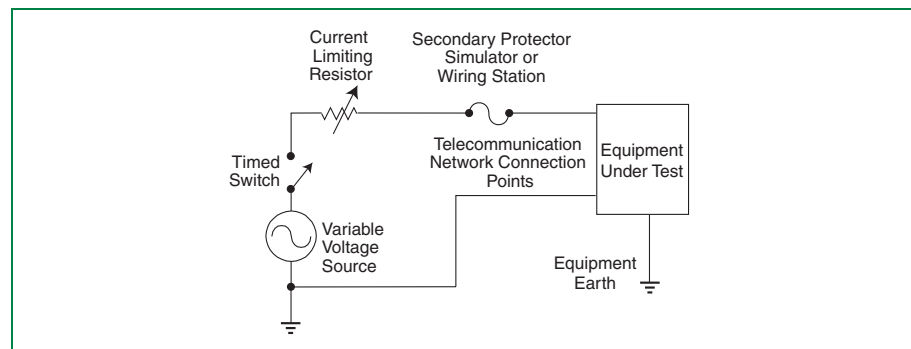 Current
Limiting
Resistor
Secondary Protector
Simulator or
Wiring Station
Timed
Switch
Telecommunication
Network Connection
Points
Equipment
Under Test
Variable
Voltage
Source
Equipment
Earth